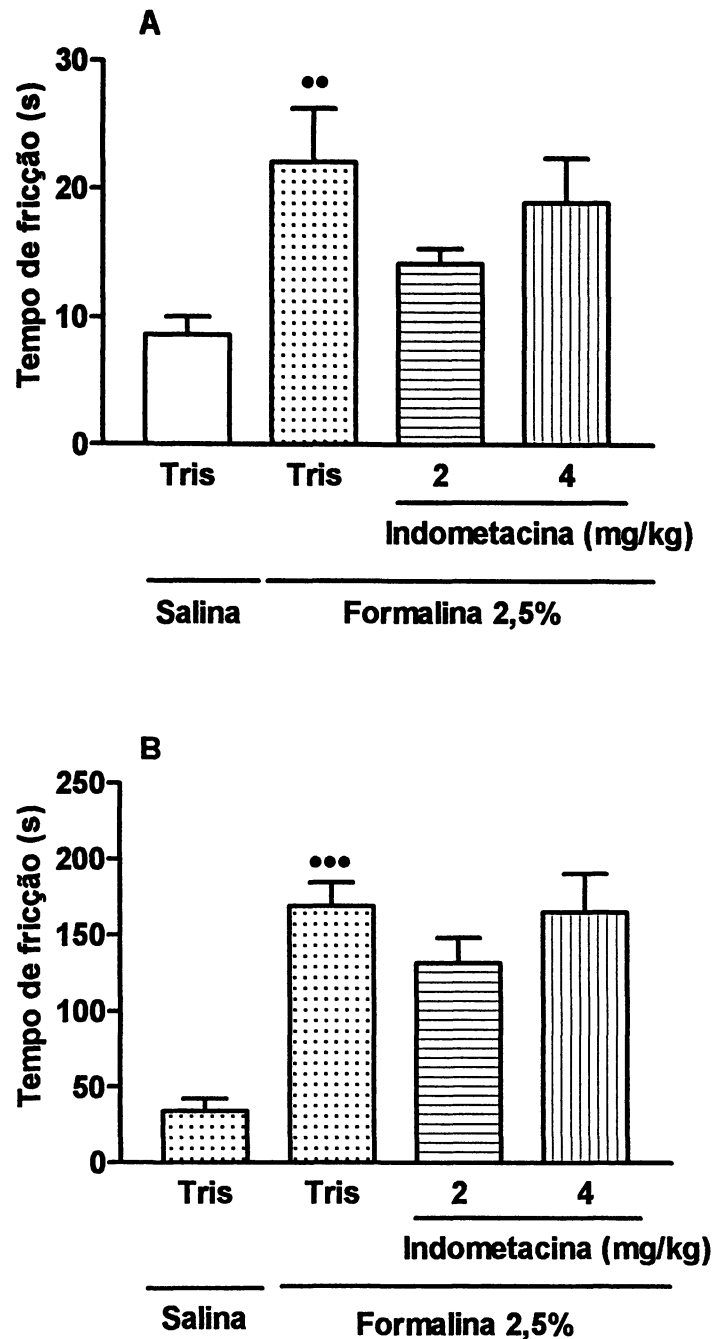 A
Tempo de fricção (s)
30
20
10
0
••
Tris Tris 2 4
Indometacina (mg/kg)
Salina Formalina 2,5%
B
Tempo de fricção (s)
250
200
150
100
50
0
•••
Tris Tris 2 4
Indometacina (mg/kg)
Salina Formalina 2,5%